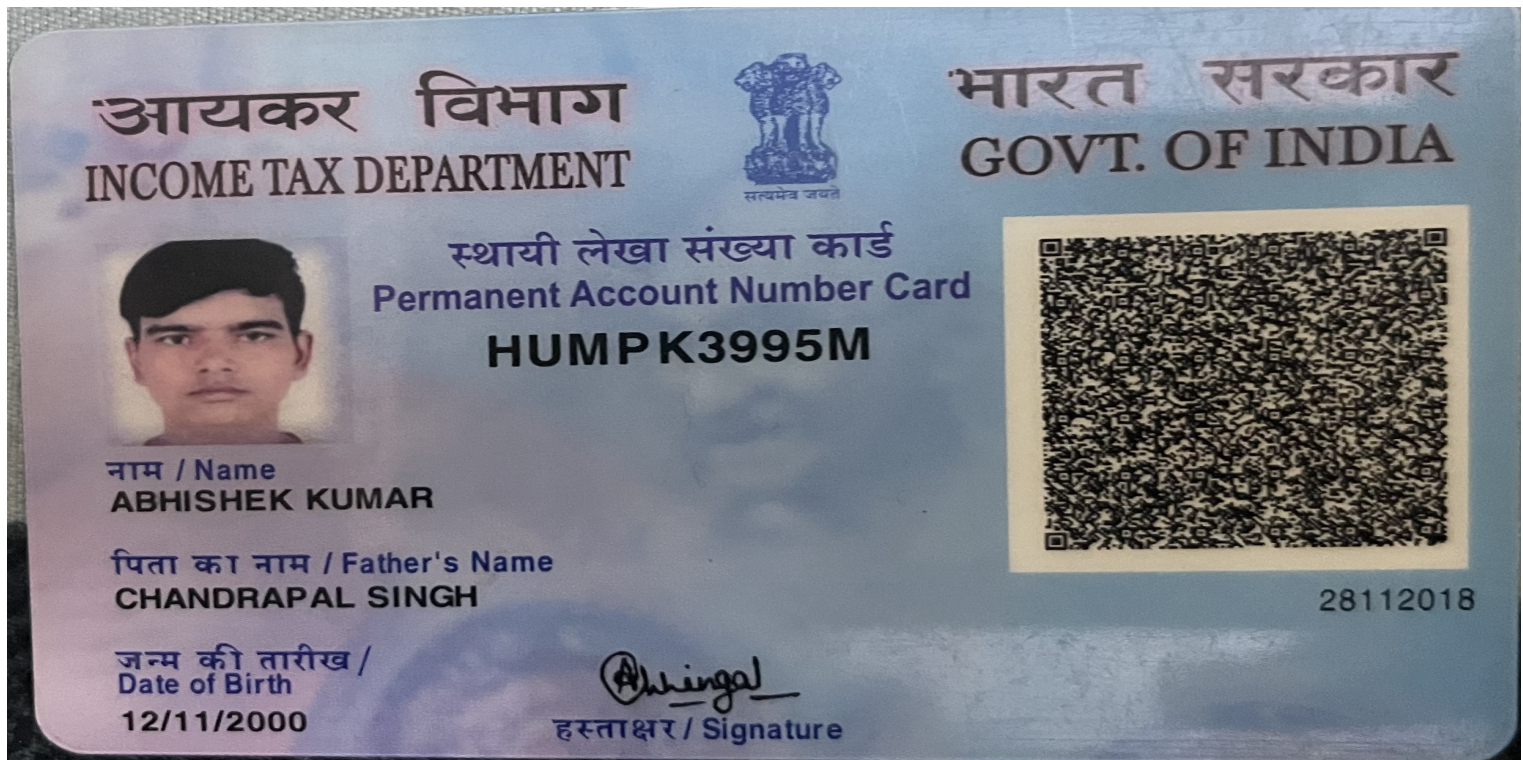 आयकर विभाग
INCOME TAX DEPARTMENT
सत्यमेव जयते
भारत सरकार
GOVT. OF INDIA
स्थायी लेखा संख्या कार्ड
Permanent Account Number Card
HUMPK3995M
नाम / Name
ABHISHEK KUMAR
पिता का नाम / Father's Name
CHANDRAPAL SINGH
28112018
जन्म की तारीख /
Date of Birth
12/11/2000
हस्ताक्षर / Signature